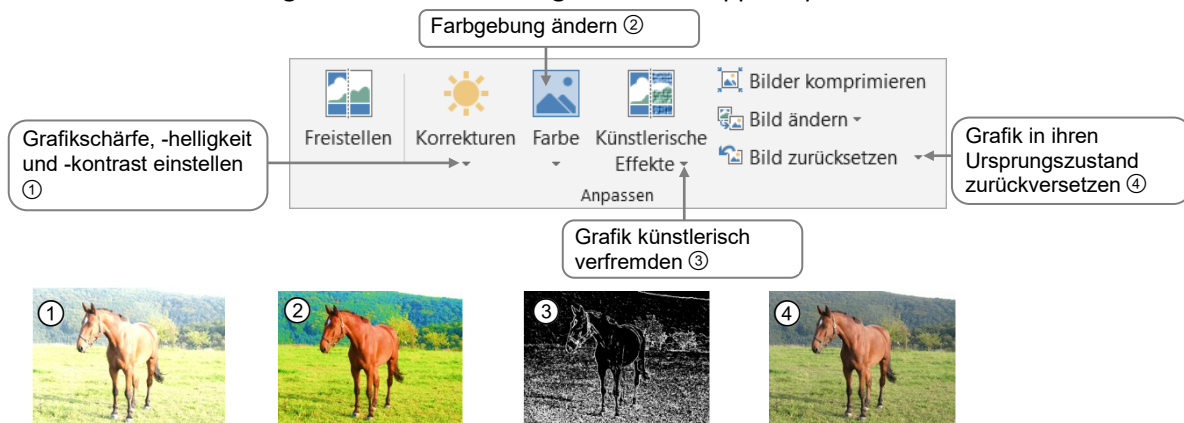 Farbgebung ändern ②
Freistellen
Korrekturen
Farbe
Künstlerische
Effekte
Bilder komprimieren
Bild ändern
Bild zurücksetzen
Anpassen
Grafikschärfe, -helligkeit
und -kontrast einstellen
①
Grafik in ihren
Ursprungszustand
zurückversetzen ④
Grafik künstlerisch
verfremden ③
①
②
③
④